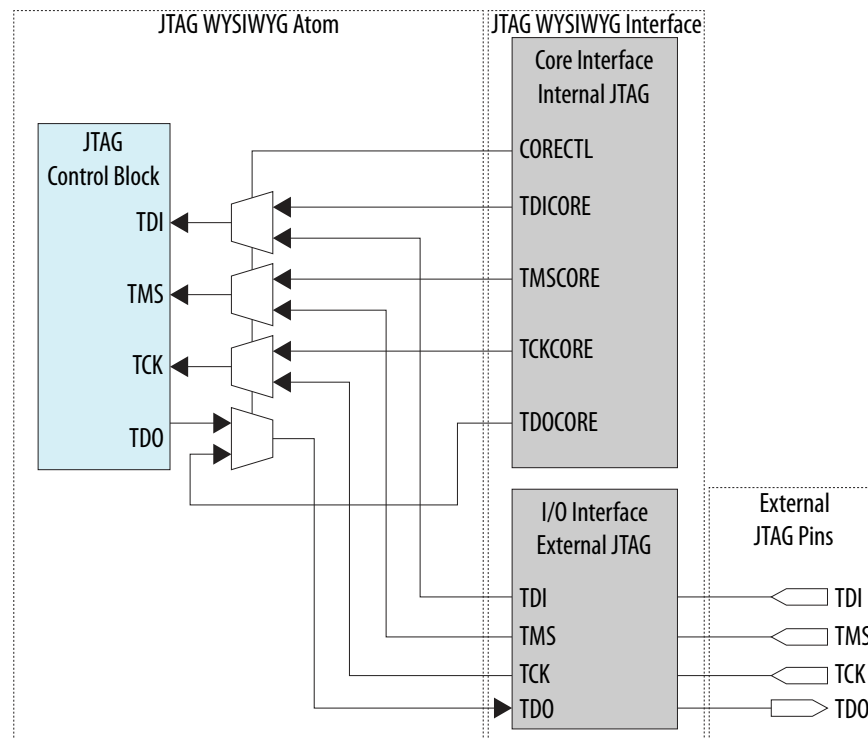 JTAG WYSIWYG Atom
JTAG WYSIWYG Interface
Core Interface
Internal JTAG
JTAG
Control Block
CORECTL
TDI
TDICORE
TMS
TMSCORE
TCK
TCKCORE
TDO
TDOCORE
I/O Interface
External JTAG
External
JTAG Pins
TDI
TDI
TMS
TMS
TCK
TCK
TDO
TDO